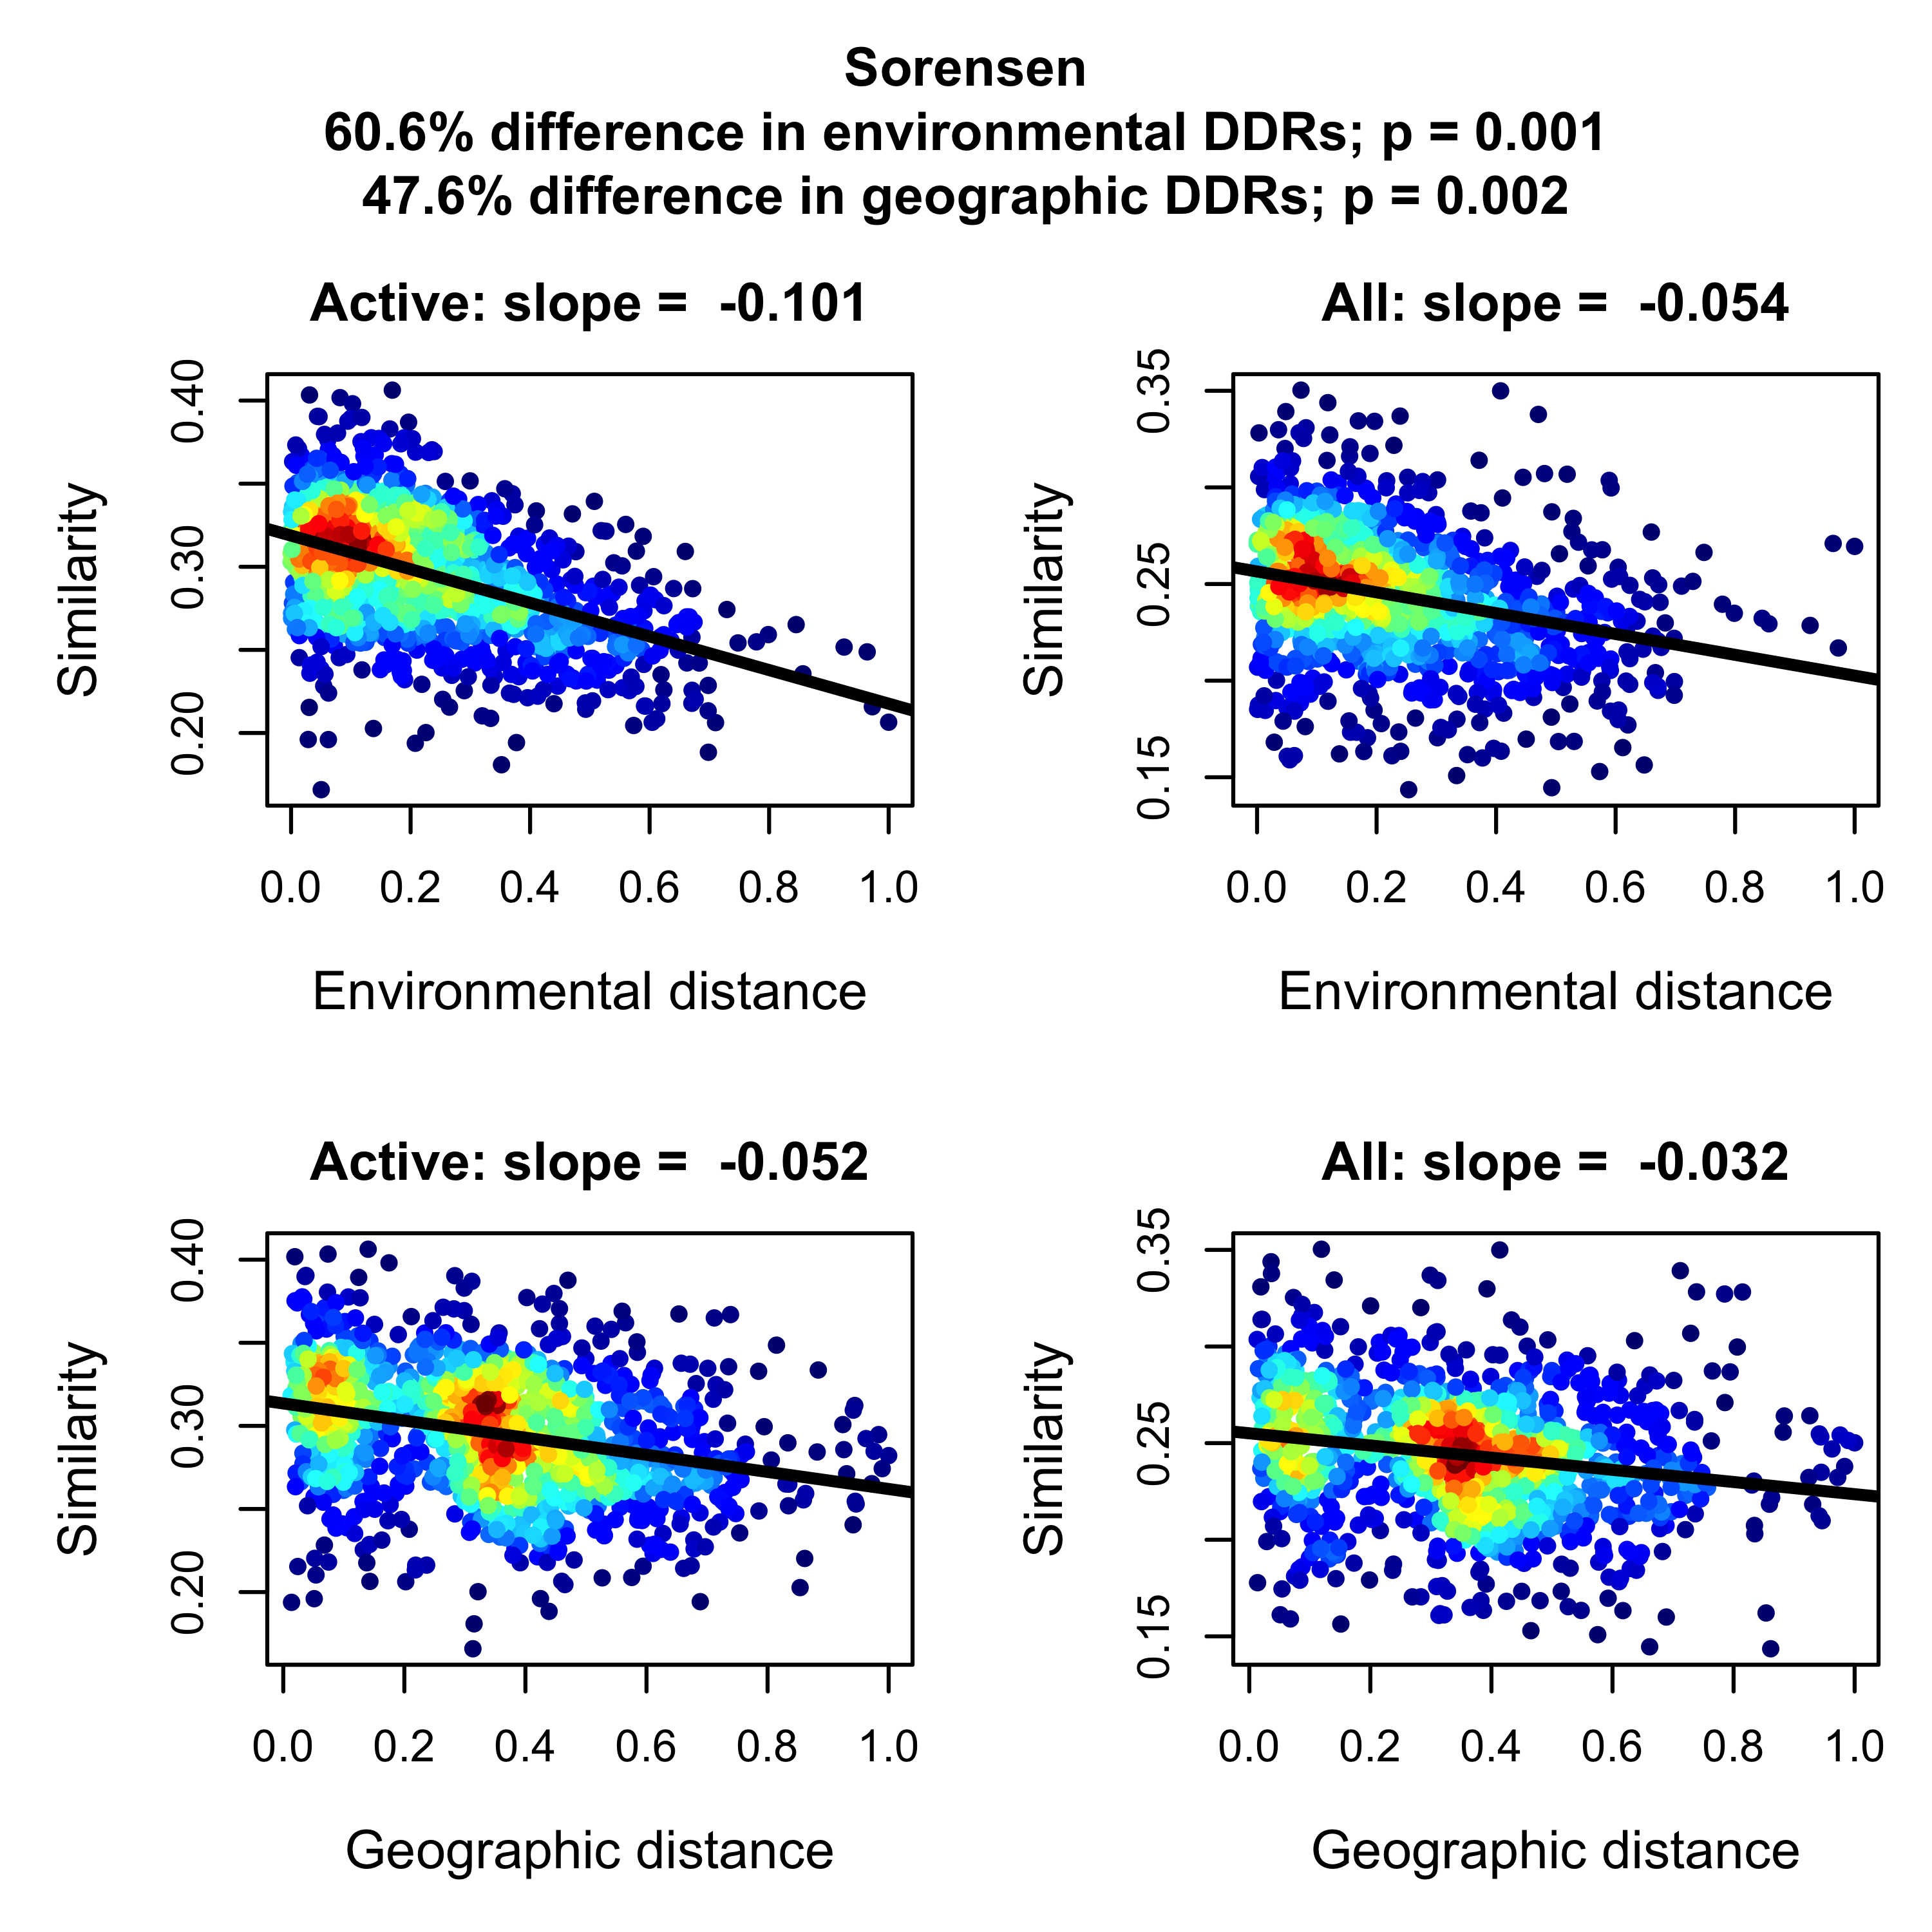 Sorensen
60.6% difference in environmental DDRs; p = 0.001
47.6% difference in geographic DDRs; p = 0.002
Active: slope =  -0.101
Similarity
0.20 0.30 0.40
0.0 0.2 0.4 0.6 0.8 1.0
Environmental distance
All: slope =  -0.054
Similarity
0.15 0.25 0.35
0.0 0.2 0.4 0.6 0.8 1.0
Environmental distance
Active: slope =  -0.052
Similarity
0.20 0.30 0.40
0.0 0.2 0.4 0.6 0.8 1.0
Geographic distance
All: slope =  -0.032
Similarity
0.15 0.25 0.35
0.0 0.2 0.4 0.6 0.8 1.0
Geographic distance